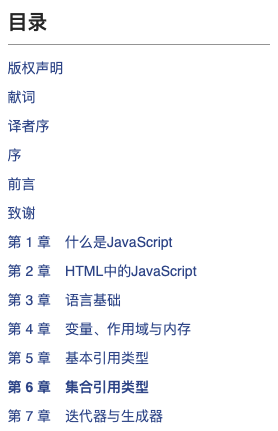 目录
版权声明
献词
译者序
序
前言
致谢
第 1 章 什么是JavaScript
第 2 章 HTML中的JavaScript
第 3 章 语言基础
第 4 章 变量、作用域与内存
第 5 章 基本引用类型
第 6 章 集合引用类型
第 7 章 迭代器与生成器